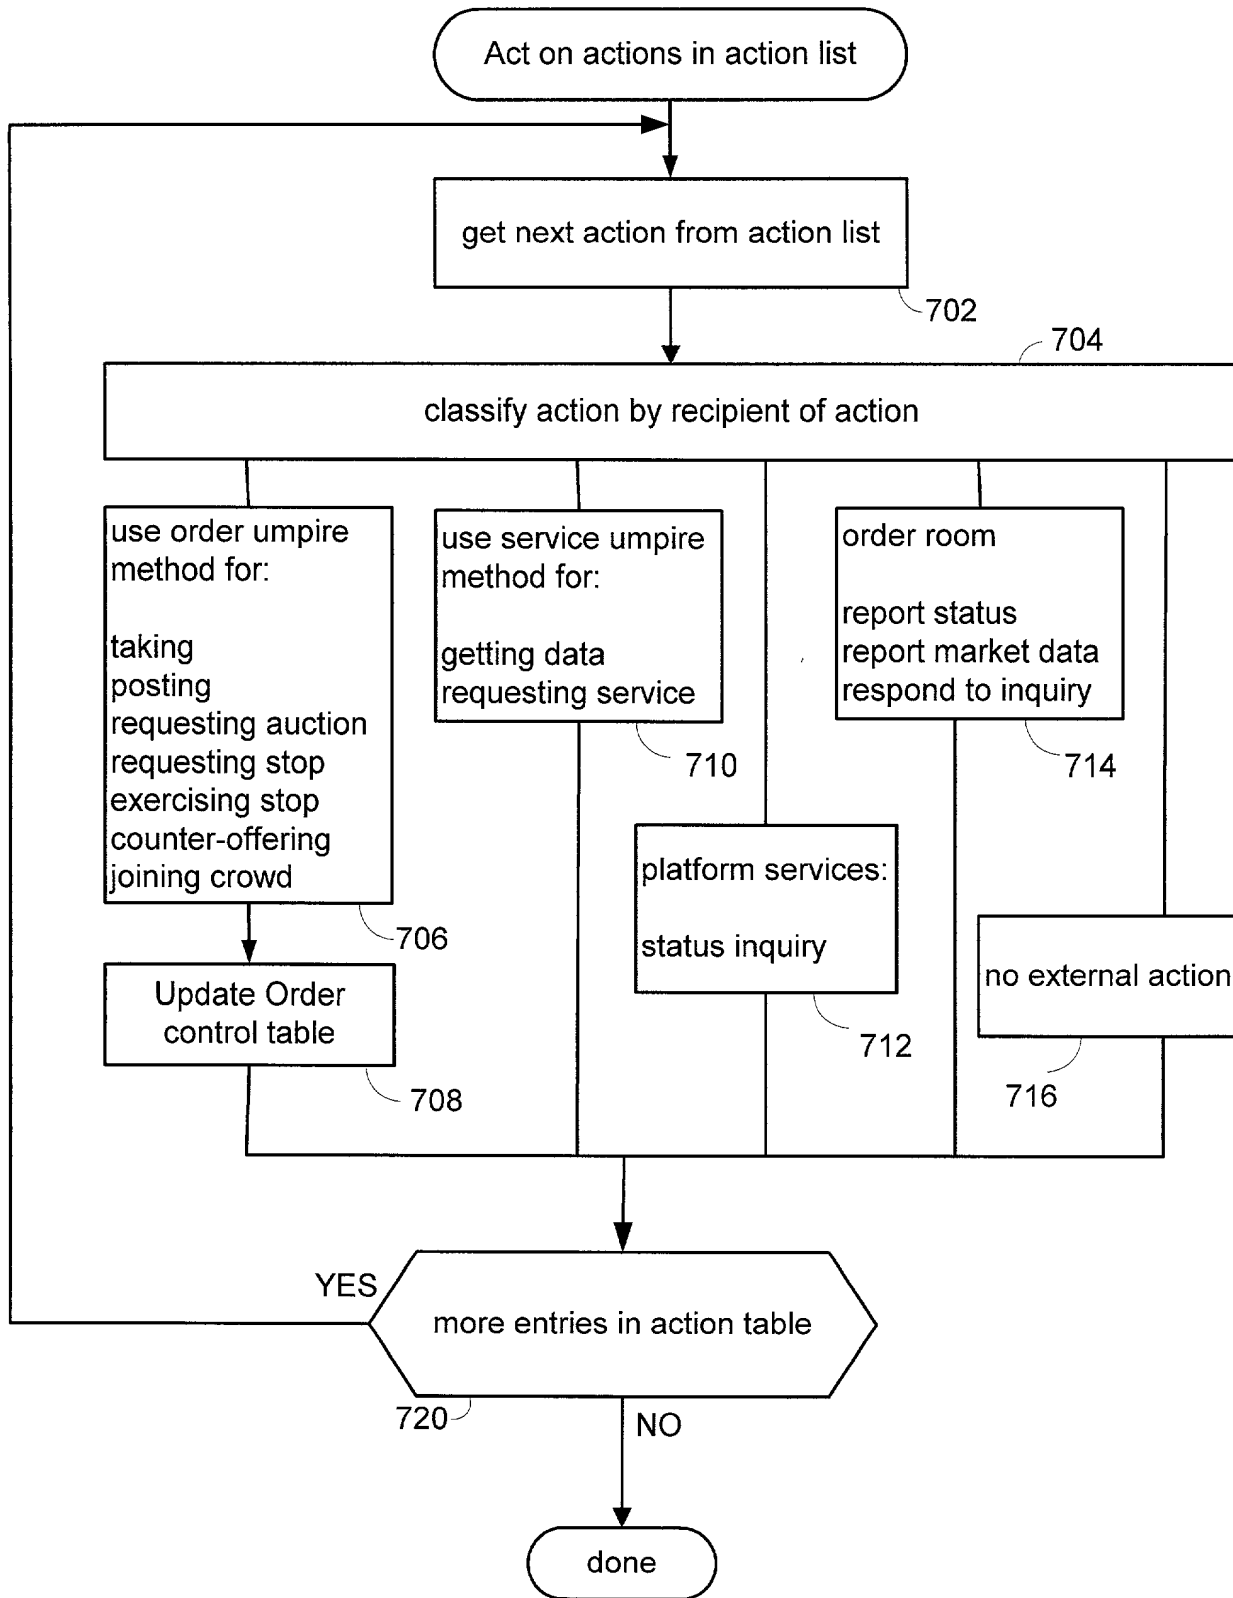 Act on actions in action list
get next action from action list
702
704
classify action by recipient of action
use order umpire
method for:
taking
posting
requesting auction
requesting stop
exercising stop
counter-offering
joining crowd
706
Update Order
control table
708
use service umpire
method for:
getting data
requesting service
710
platform services:
status inquiry
712
order room
report status
report market data
respond to inquiry
714
no external action
716
YES
more entries in action table
720
NO
done